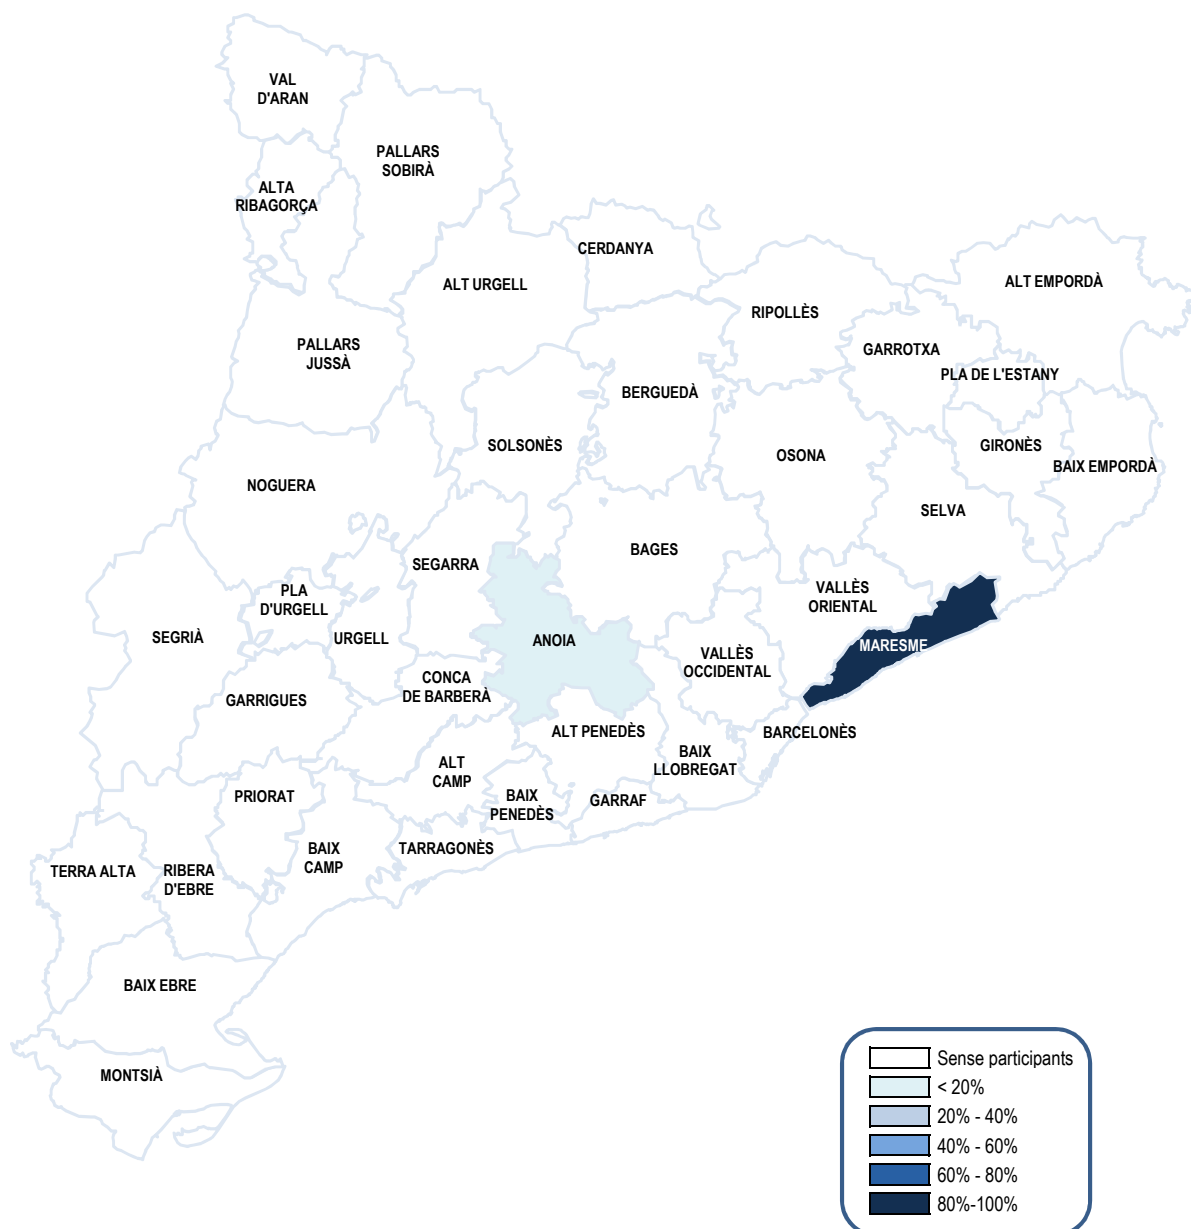 VAL
D'ARAN
PALLARS
SOBIRÀ
ALTA
RIBAGORÇA
CERDANYA
ALT URGELL
ALT EMPORDÀ
RIPOLLÈS
PALLARS
JUSSÀ
GARROTXA
PLA DE L'ESTANY
BERGUEDÀ
SOLSONÈS
GIRONÈS
OSONA
BAIX EMPORDÀ
NOGUERA
SELVA
BAGES
SEGARRA
VALLÈS
ORIENTAL
PLA
D'URGELL
SEGRIÀ
URGELL
ANOIA
MARESME
VALLÈS
OCCIDENTAL
CONCA
DE BARBERÀ
GARRIGUES
ALT PENEDÈS
BARCELONÈS
BAIX
LLOBREGAT
ALT
CAMP
PRIORAT
BAIX
PENEDÈS
GARRAF
BAIX
CAMP
TARRAGONÈS
TERRA ALTA
RIBERA
D'EBRE
BAIX EBRE
MONTSIÀ
Sense participants
< 20%
20% - 40%
40% - 60%
60% - 80%
80%-100%